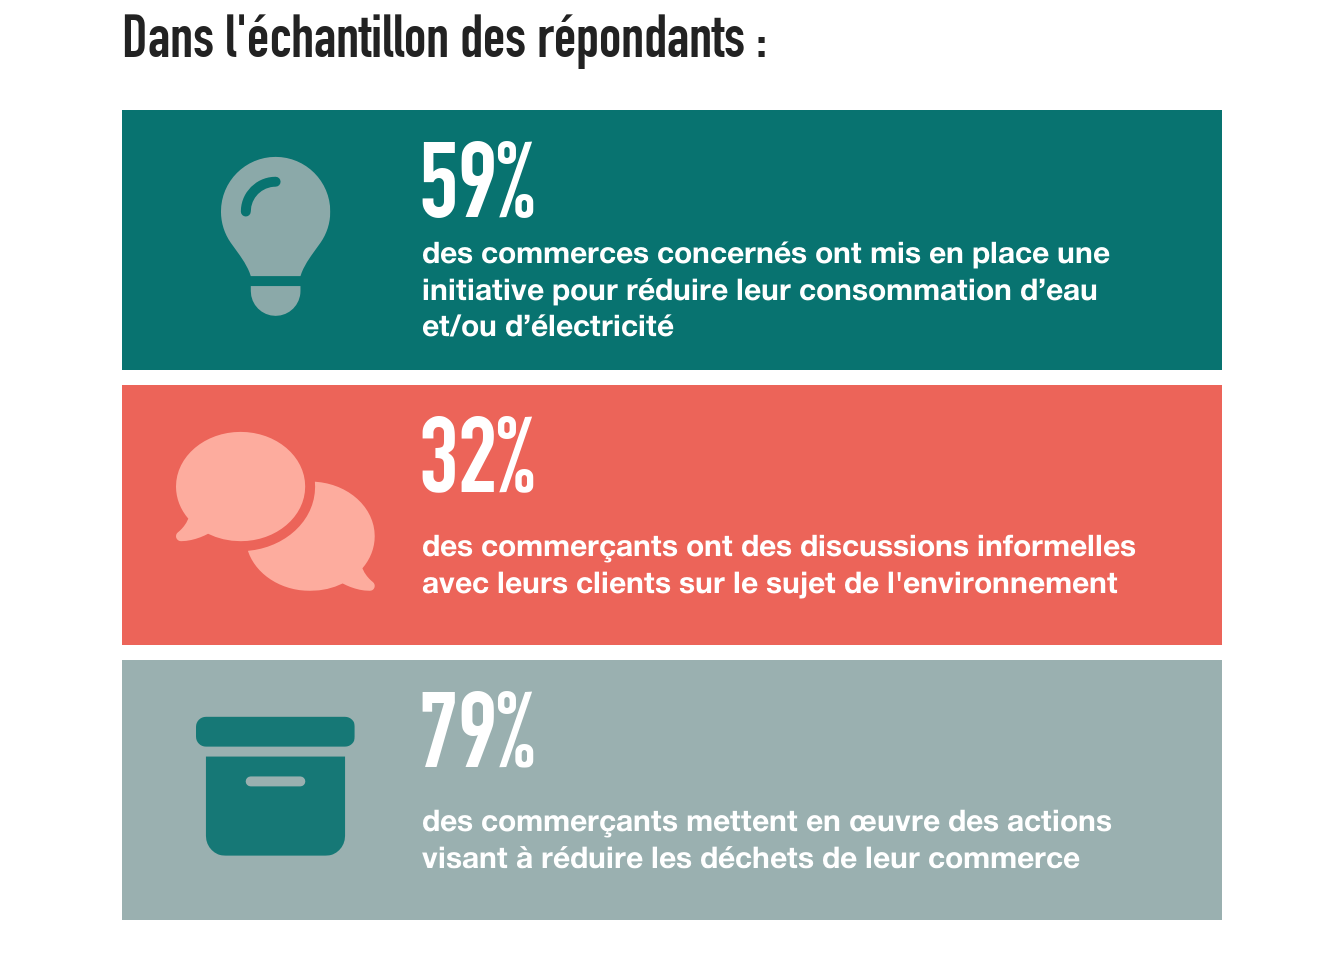 Dans l'échantillon des répondants :
59%
des commerces concernés ont mis en place une
initiative pour réduire leur consommation d’eau
et/ou d’électricité
32%
des commerçants ont des discussions informelles
avec leurs clients sur le sujet de l'environnement
79%
des commerçants mettent en œuvre des actions
visant à réduire les déchets de leur commerce